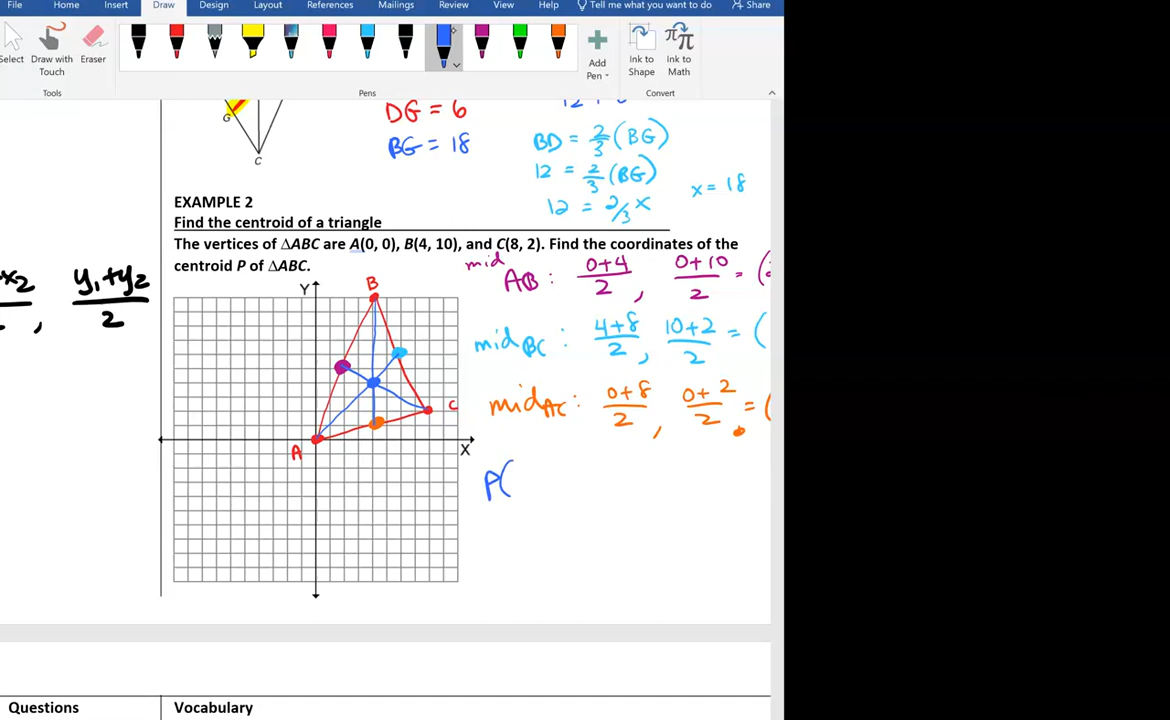 File Home Insert Draw Design Layout References Mailings Review View Help Tell me what you want to do Share
Select Draw with Touch Eraser Add Pen Ink to Shape Ink to Math
Tools Pens Convert
G
C
DG = 6
BG = 18
BD = 2/3 (BG)
12 = 2/3 (BG)
12 = 2/3 x
x = 18
EXAMPLE 2
Find the centroid of a triangle
The vertices of ΔABC are A(0, 0), B(4, 10), and C(8, 2). Find the coordinates of the
centroid P of ΔABC.
x2 , y1+y2 / 2
mid AB : 0+4 / 2 , 0+10 / 2 = (
mid BC : 4+8 / 2 , 10+2 / 2 = (
mid AC : 0+8 / 2 , 0+2 / 2 = (
Y
B
C
A
X
P(
Questions Vocabulary